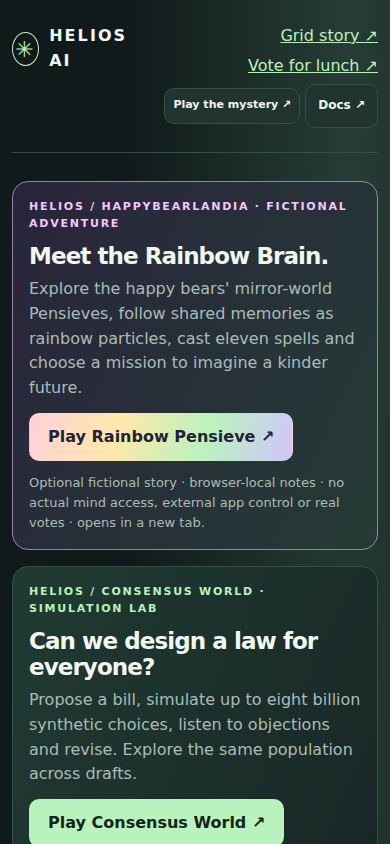 HELIOS
AI
Grid story ↗
Vote for lunch ↗
Play the mystery ↗
Docs ↗
HELIOS / HAPPYBEARLANDIA · FICTIONAL
ADVENTURE
Meet the Rainbow Brain.
Explore the happy bears' mirror-world
Pensieves, follow shared memories as
rainbow particles, cast eleven spells and
choose a mission to imagine a kinder
future.
Play Rainbow Pensieve ↗
Optional fictional story · browser-local notes · no
actual mind access, external app control or real
votes · opens in a new tab.
HELIOS / CONSENSUS WORLD ·
SIMULATION LAB
Can we design a law for
everyone?
Propose a bill, simulate up to eight billion
synthetic choices, listen to objections
and revise. Explore the same population
across drafts.
Play Consensus World ↗